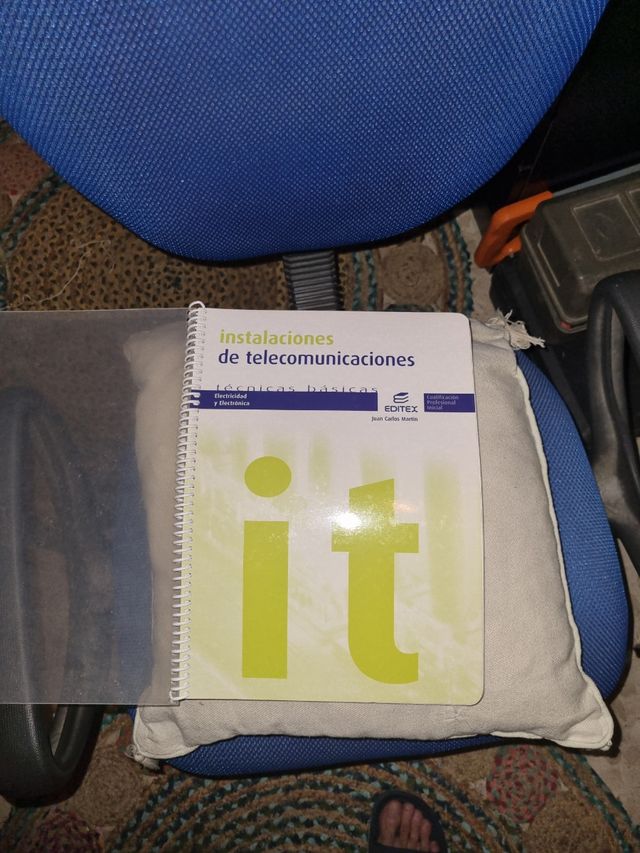 instalaciones
de telecomunicaciones
técnicas básicas
Electricidad
y Electrónica
EDITEX
Cualificación
Profesional
Inicial
Juan Carlos Martín
it